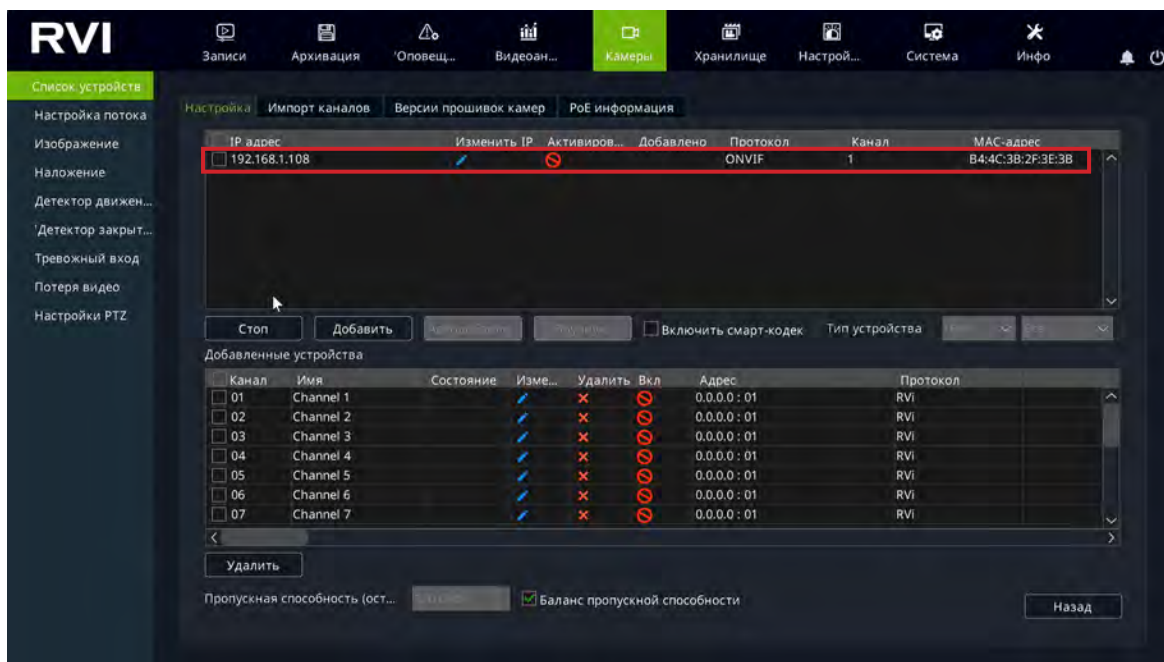 RVI
Записи Архивация 'Оповещ... Видеоан... Камеры Хранилище Настрой... Система Инфо
Список устройств
Настройка потока
Изображение
Наложение
Детектор движен...
'Детектор закрыт...
Тревожный вход
Потеря видео
Настройки PTZ
Настройка Импорт каналов Версии прошивок камер PoE информация
IP адрес Изменить IP Активиров... Добавлено Протокол Канал MAC-адрес
192.168.1.108 ONVIF 1 B4:4C:3B:2F:3E:3B
Стоп Добавить Включить смарт-кодек Тип устройства
Добавленные устройства
Канал Имя Состояние Изме... Удалить Вкл Адрес Протокол
01 Channel 1 0.0.0.0 : 01 RVi
02 Channel 2 0.0.0.0 : 01 RVi
03 Channel 3 0.0.0.0 : 01 RVi
04 Channel 4 0.0.0.0 : 01 RVi
05 Channel 5 0.0.0.0 : 01 RVi
06 Channel 6 0.0.0.0 : 01 RVi
07 Channel 7 0.0.0.0 : 01 RVi
Удалить
Пропускная способность (ост... Баланс пропускной способности
Назад